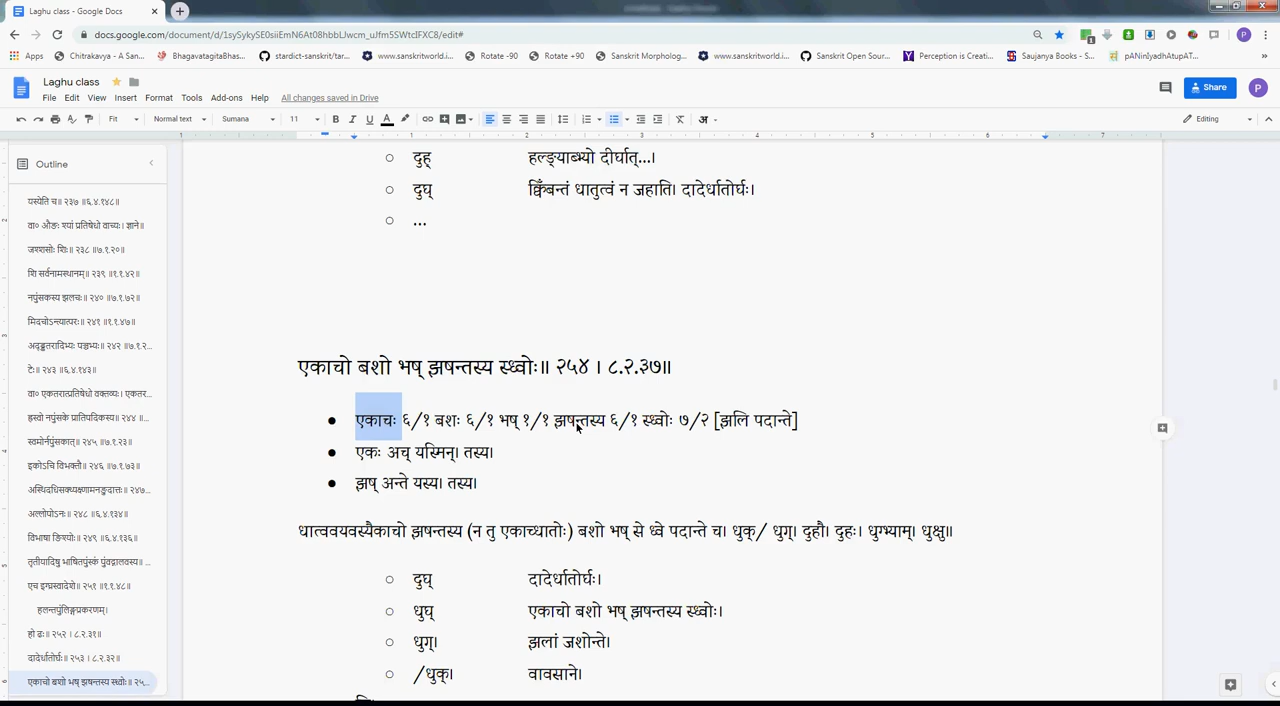 Laghu class - Google Docs
docs.google.com/document/d/1sySykySE0siiEmN6At08hbbLJwcm_uJfm5SWtcIFXC8/edit#
Apps Chitrakavya - A San... BhagavatagitaBhas... stardict-sanskrit/tar... www.sanskritworld.i... Rotate -90 Rotate +90 Sanskrit Morpholog... www.sanskritworld.i... Sanskrit Open Sour... Perception is Creatin... Saujanya Books - S... pANinIyadhAtupAT...
Laghu class
File Edit View Insert Format Tools Add-ons Help All changes saved in Drive
Share
P
Fit Normal text Sumana 11 B I U A अ Editing
1 1 2 3 4 5 6 7
Outline
यस्येति च॥ २३७ ॥६.४.१४८॥
वा० औङः श्यां प्रतिषेधो वाच्यः। ज्ञाने॥
जश्शसोः शिः॥ २३८ ॥७.१.२०॥
शि सर्वनामस्थानम्॥ २३९ ॥१.१.४२॥
नपुंसकस्य झलचः॥ २४० ॥७.१.७२॥
मिदचोऽन्त्यात्परः॥ २४१ ॥१.१.४७॥
अद्ड्डतरादिभ्यः पञ्चभ्यः॥ २४२ ॥७.१.२...
टेः॥ २४३ ॥६.४.१४३॥
वा० एकतरात्प्रतिषेधो वक्तव्यः। एकतर...
ह्रस्वो नपुंसके प्रातिपदिकस्य॥ २४४ ॥...
स्वमोर्नपुंसकात्॥ २४५ ॥७.१.२३॥
इकोऽचि विभक्तौ॥ २४६ ॥७.१.७३॥
अस्थिदधिसक्थ्यक्ष्णामनङुदात्तः॥ २४७...
अल्लोपोऽनः॥ २४८ ॥६.४.१३४॥
विभाषा ङिश्योः॥ २४९ ॥६.४.१३६॥
तृतीयादिषु भाषितपुंस्कं पुंवद्गालवस्य॥ ...
एच इग्घ्रस्वादेशे॥ २५१ ॥१.१.४८॥
हलन्तपुंलिङ्गप्रकरणम्।
हो ढः॥ २५२ । ८.२.३१॥
दादेर्धातोर्घः॥ २५३ । ८.२.३२॥
एकाचो बशो भष् झषन्तस्य स्ध्वोः॥ २५...
दुह् हल्ङ्याब्भ्यो दीर्घात्...।
दुघ् क्विँबन्तं धातुत्वं न जहाति। दादेर्धातोर्घः।
...
एकाचो बशो भष् झषन्तस्य स्ध्वोः॥ २५४ । ८.२.३७॥
एकाचः ६/१ बशः ६/१ भष् १/१ झषन्तस्य ६/१ स्ध्वोः ७/२ [झलि पदान्ते]
एकः अच् यस्मिन्। तस्य।
झष् अन्ते यस्य। तस्य।
धात्ववयवस्यैकाचो झषन्तस्य (न तु एकाच्धातोः) बशो भष् से ध्वे पदान्ते च। धुक्/ धुग्। दुहौ। दुहः। धुग्भ्याम्। धुक्षु॥
दुघ् दादेर्धातोर्घः।
धुघ् एकाचो बशो भष् झषन्तस्य स्ध्वोः।
धुग्। झलां जशोन्ते।
/धुक्। वावसाने।